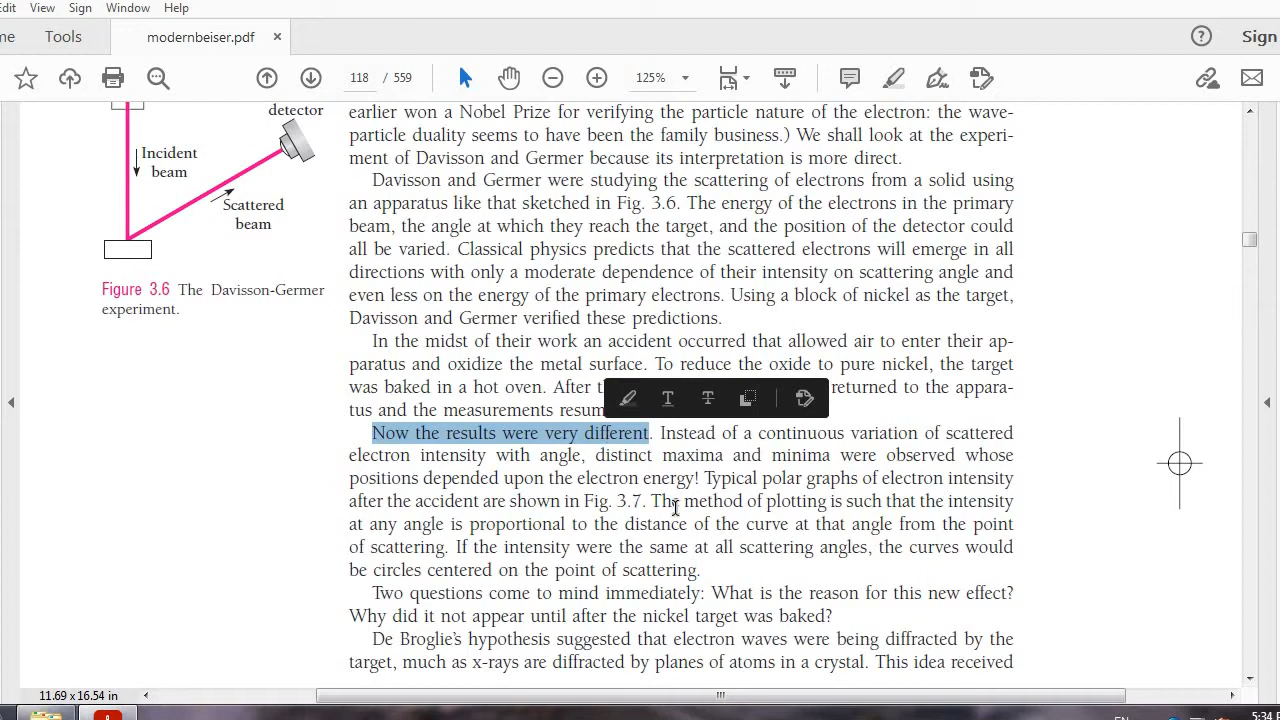 Edit View Sign Window Help
me Tools modernbeiser.pdf × Sign
118 / 559 125%
detector
Incident
beam
Scattered
beam
Figure 3.6 The Davisson-Germer
experiment.
earlier won a Nobel Prize for verifying the particle nature of the electron: the wave-
particle duality seems to have been the family business.) We shall look at the experi-
ment of Davisson and Germer because its interpretation is more direct.
Davisson and Germer were studying the scattering of electrons from a solid using
an apparatus like that sketched in Fig. 3.6. The energy of the electrons in the primary
beam, the angle at which they reach the target, and the position of the detector could
all be varied. Classical physics predicts that the scattered electrons will emerge in all
directions with only a moderate dependence of their intensity on scattering angle and
even less on the energy of the primary electrons. Using a block of nickel as the target,
Davisson and Germer verified these predictions.
In the midst of their work an accident occurred that allowed air to enter their ap-
paratus and oxidize the metal surface. To reduce the oxide to pure nickel, the target
was baked in a hot oven. After returned to the appara-
tus and the measurements
Now the results were very different. Instead of a continuous variation of scattered
electron intensity with angle, distinct maxima and minima were observed whose
positions depended upon the electron energy! Typical polar graphs of electron intensity
after the accident are shown in Fig. 3.7. The method of plotting is such that the intensity
at any angle is proportional to the distance of the curve at that angle from the point
of scattering. If the intensity were the same at all scattering angles, the curves would
be circles centered on the point of scattering.
Two questions come to mind immediately: What is the reason for this new effect?
Why did it not appear until after the nickel target was baked?
De Broglie's hypothesis suggested that electron waves were being diffracted by the
target, much as x-rays are diffracted by planes of atoms in a crystal. This idea received
11.69 x 16.54 in
5:34